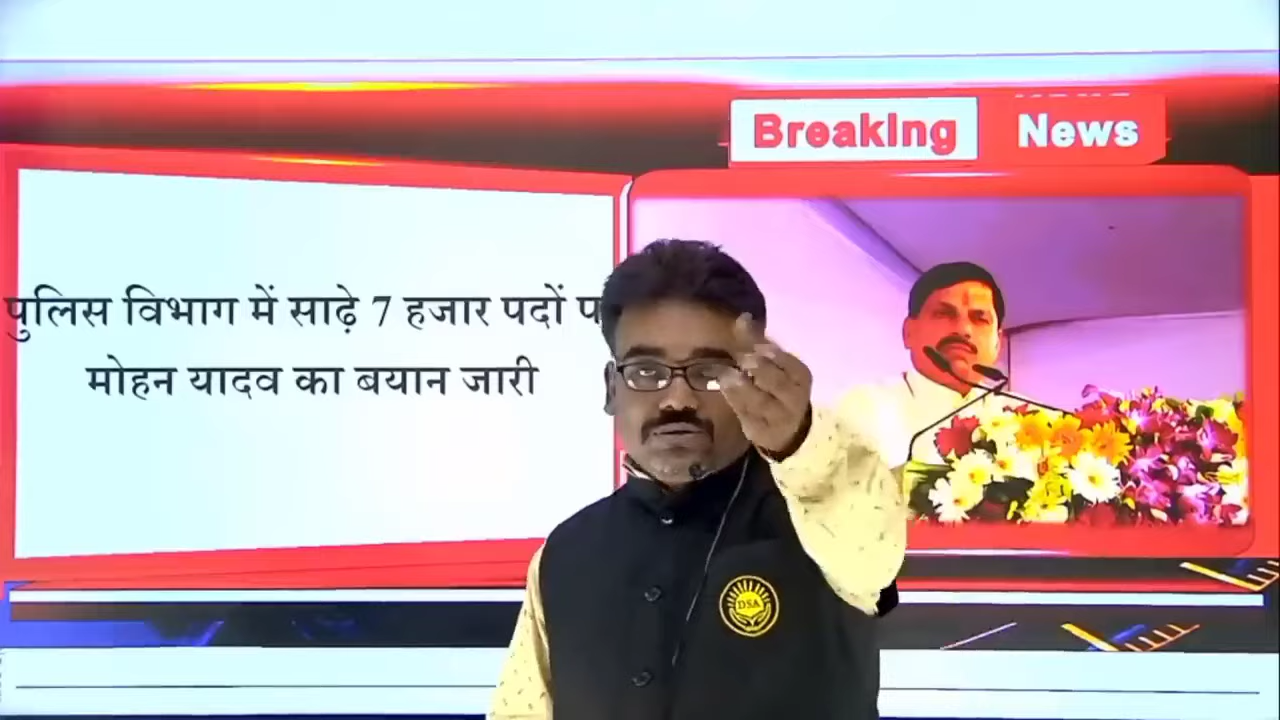 Breaking News
पुलिस विभाग में साढ़े 7 हजार पदों प
मोहन यादव का बयान जारी
DSA